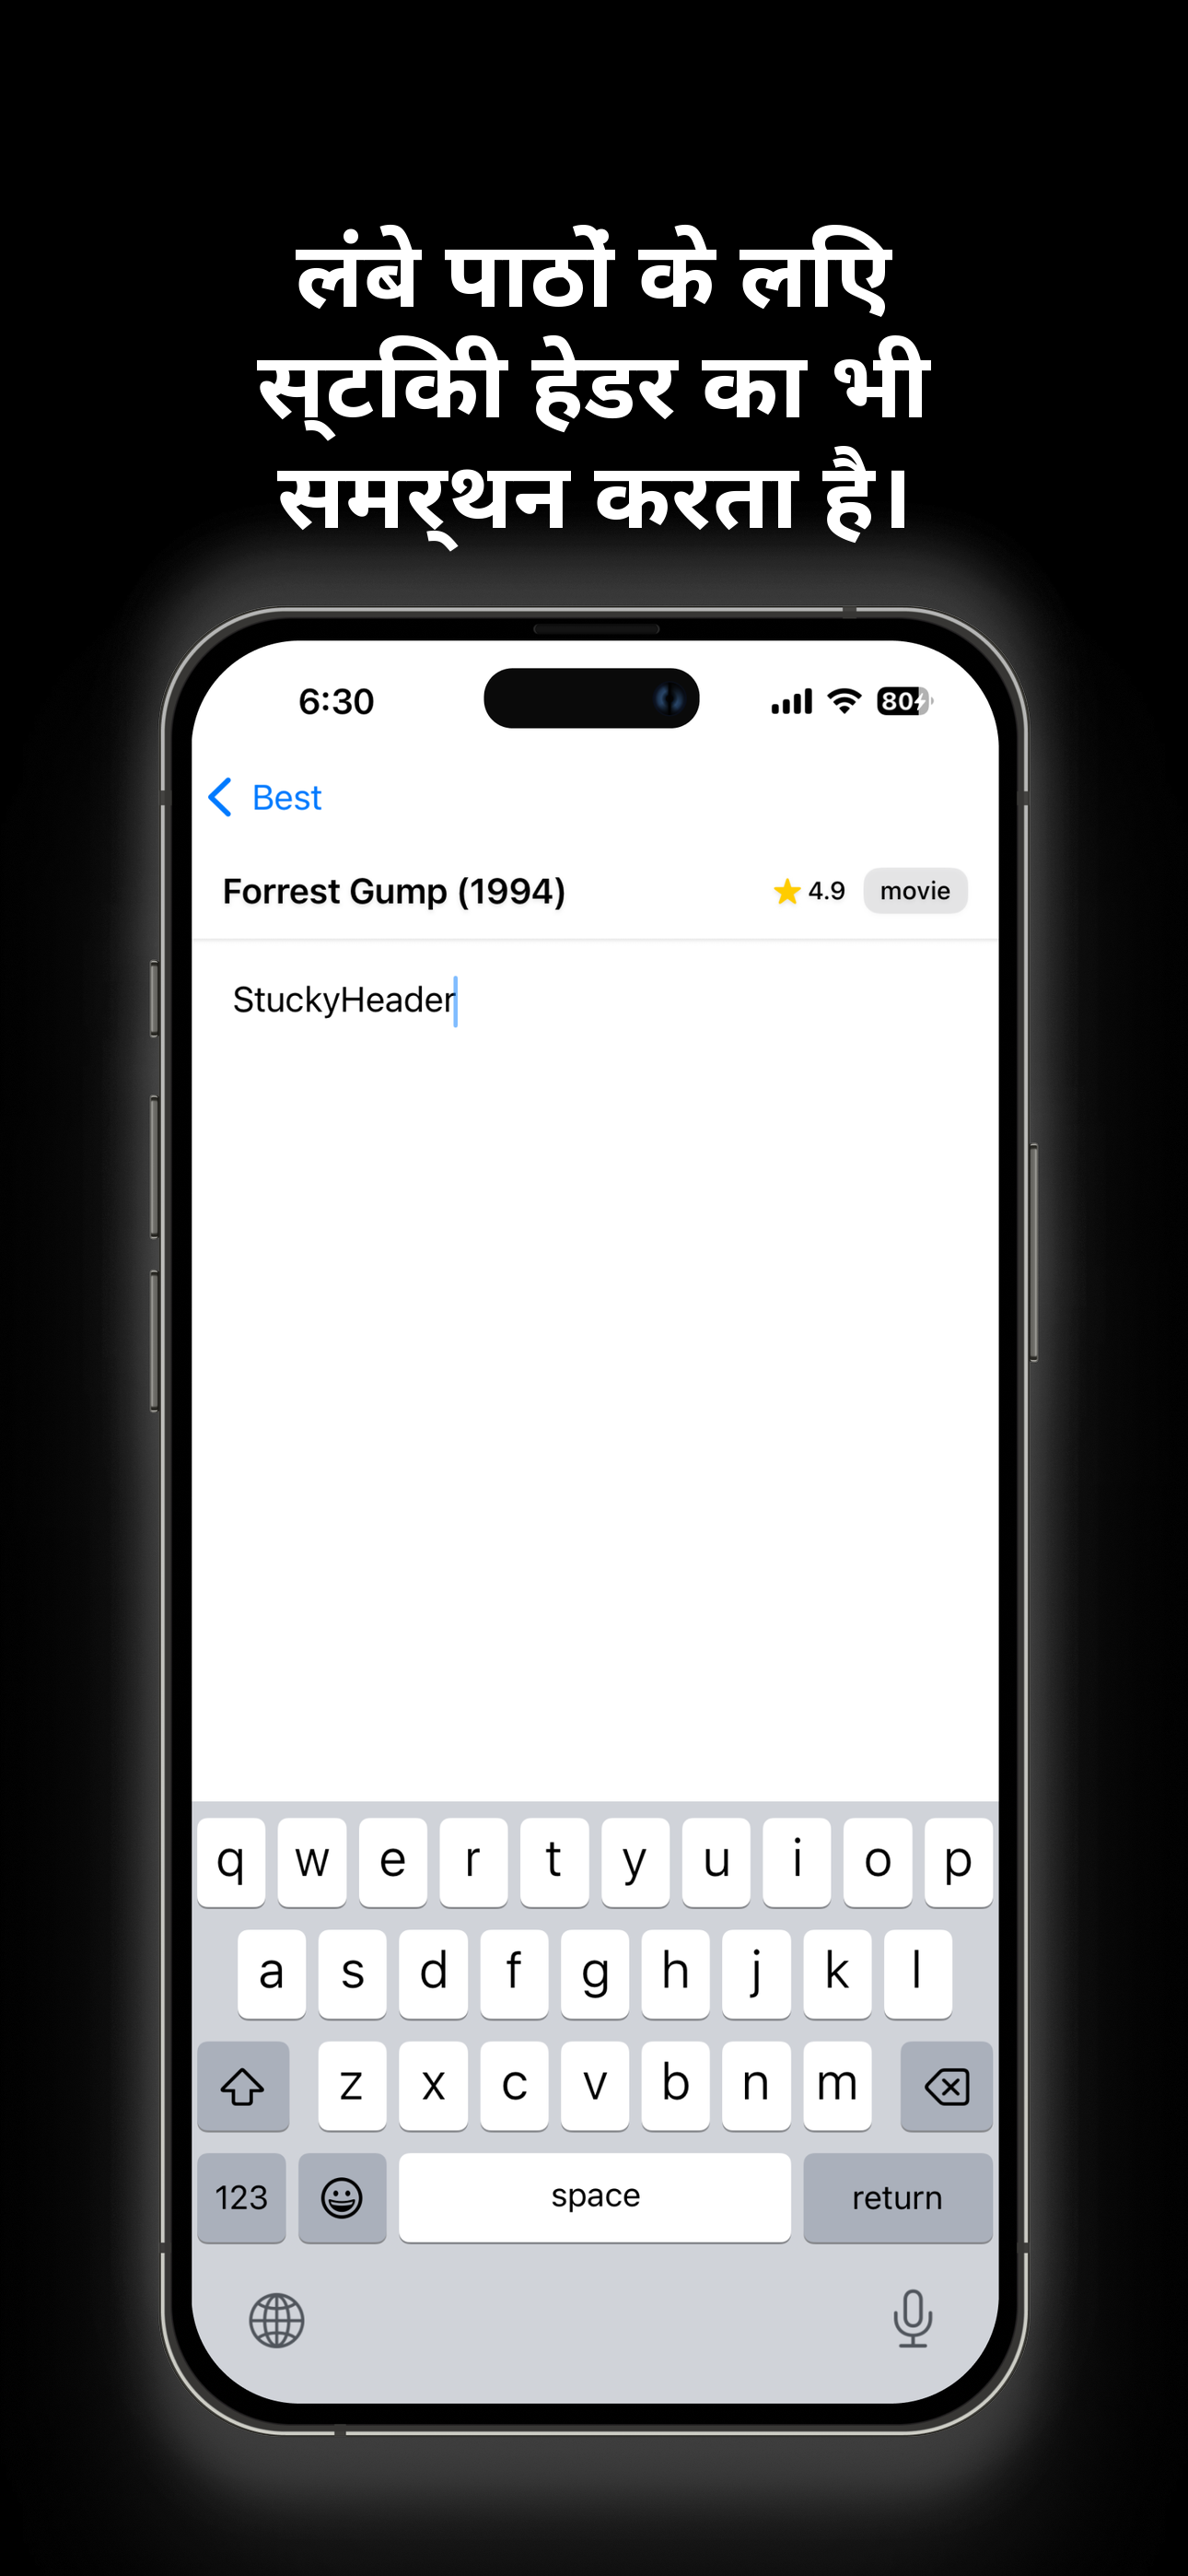 लंबे पाठों के लिए
स्टिकी हेडर का भी
समर्थन करता है।
6:30
80
Best
Forrest Gump (1994)
4.9 movie
StuckyHeader
q w e r t y u i o p
a s d f g h j k l
z x c v b n m
123 space return